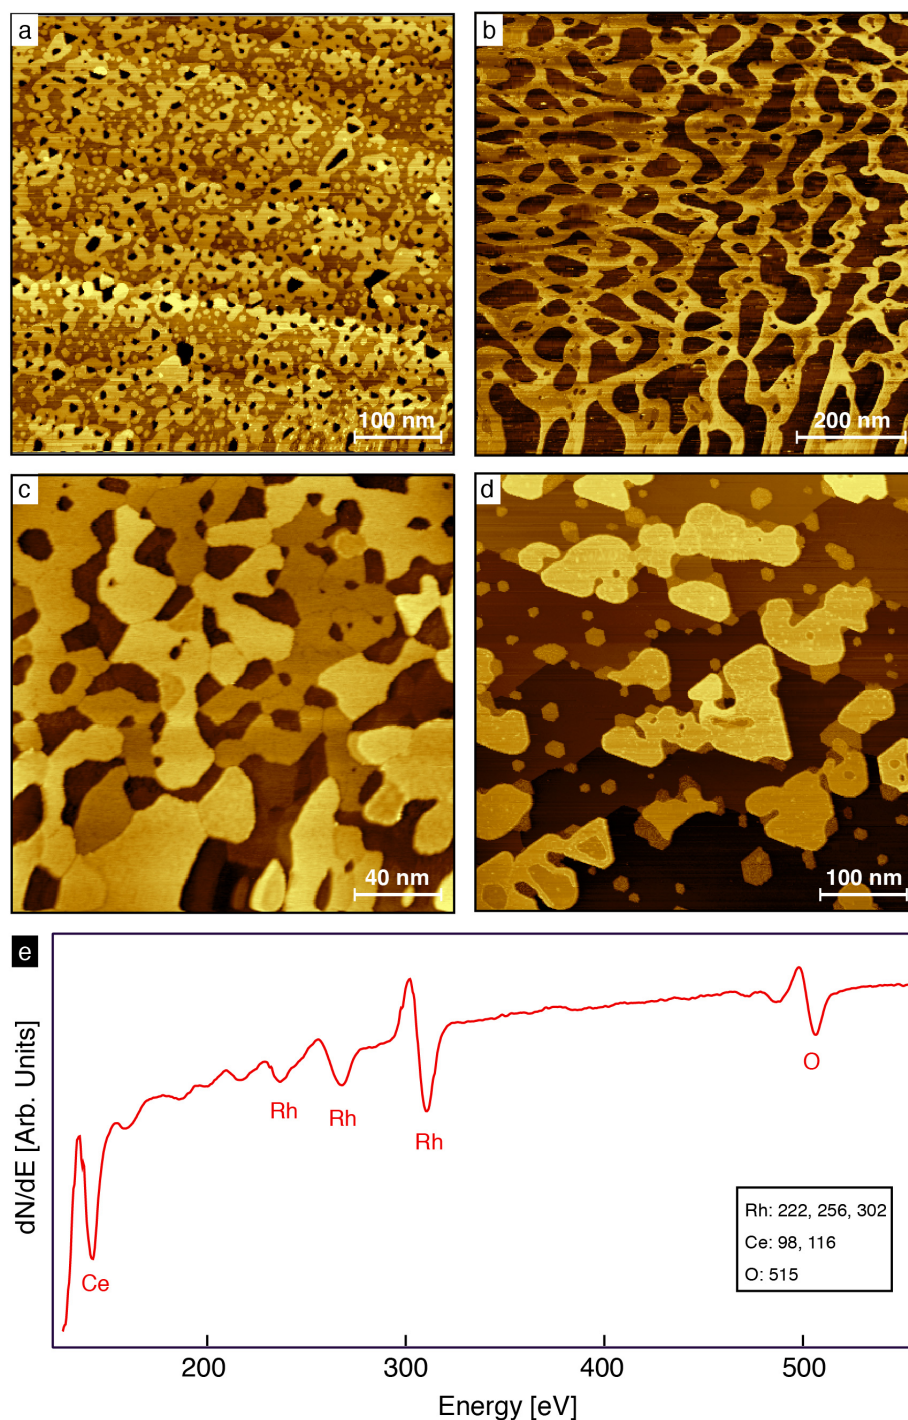 a
b
100 nm
200 nm
c
d
40 nm
100 nm
e
dN/dE [Arb. Units]
Ce
Rh
Rh
Rh
O
Rh: 222, 256, 302
Ce: 98, 116
O: 515
200
300
400
500
Energy [eV]